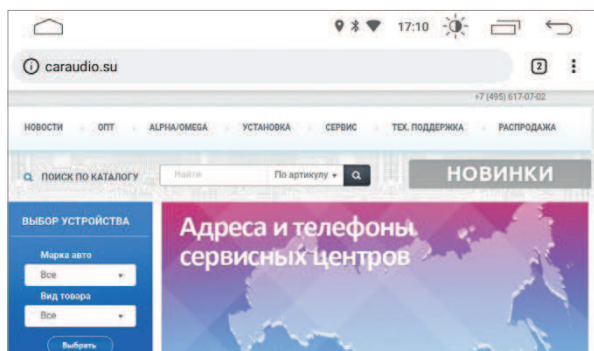 17:10
caraudio.su
2
+7 (495) 617-07-02
НОВОСТИ ОПТ ALPHA/OMEGA УСТАНОВКА СЕРВИС ТЕХ. ПОДДЕРЖКА РАСПРОДАЖА
ПОИСК ПО КАТАЛОГУ Найти По артикулу НОВИНКИ
ВЫБОР УСТРОЙСТВА
Марка авто
Все
Вид товара
Все
Выбрать
Адреса и телефоны
сервисных центров